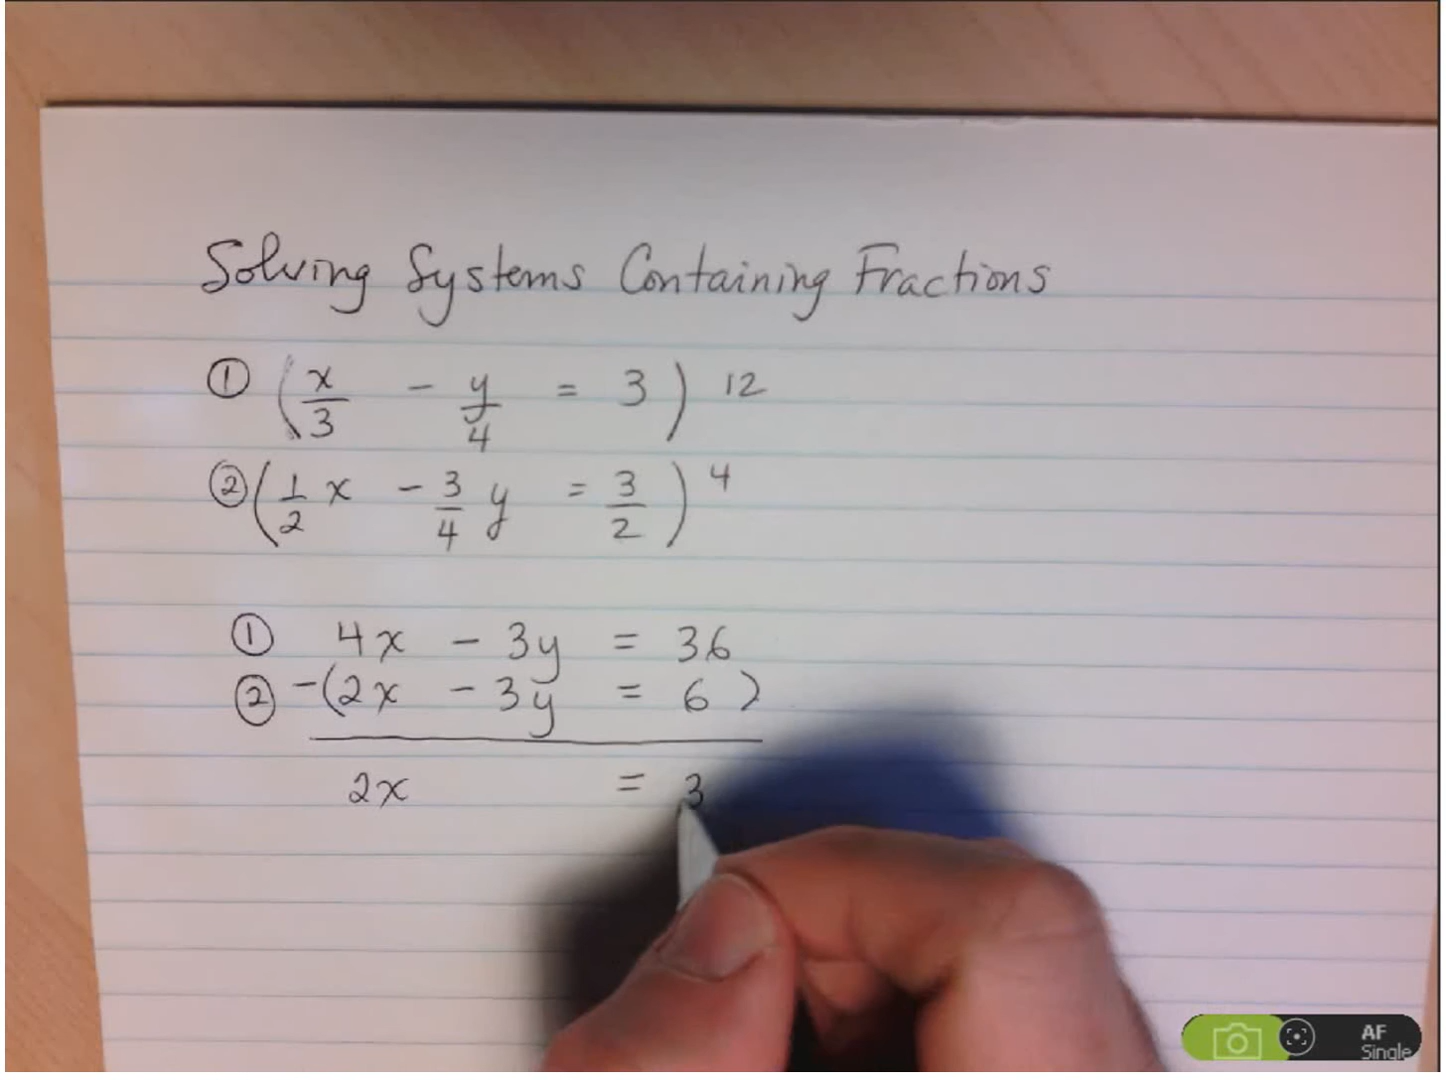 Solving Systems Containing Fractions
① (x/3 - y/4 = 3) 12
② (1/2 x - 3/4 y = 3/2) 4
① 4x - 3y = 36
② -(2x - 3y = 6)
2x = 3
AF
Single